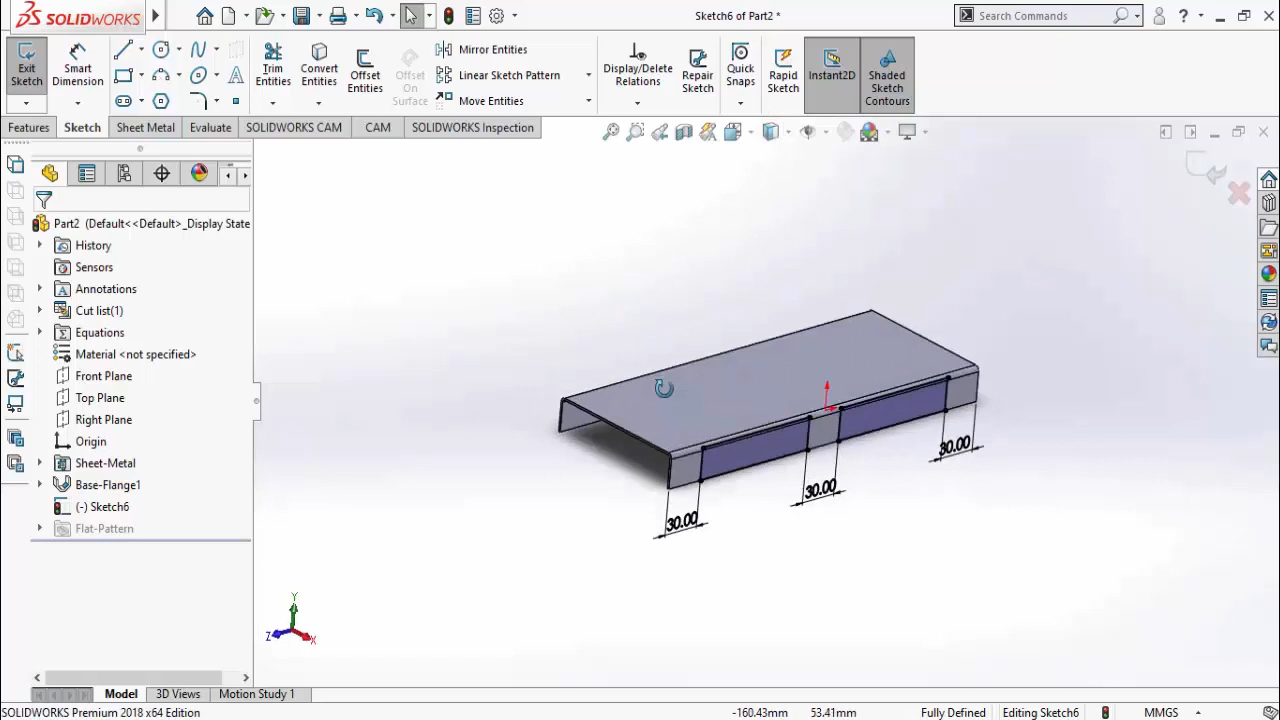 SOLIDWORKS
Sketch6 of Part2 *
Search Commands
?
Exit Sketch
Smart Dimension
Trim Entities
Convert Entities
Offset Entities
Offset On Surface
Mirror Entities
Linear Sketch Pattern
Move Entities
Display/Delete Relations
Repair Sketch
Quick Snaps
Rapid Sketch
Instant2D
Shaded Sketch Contours
Features
Sketch
Sheet Metal
Evaluate
SOLIDWORKS CAM
CAM
SOLIDWORKS Inspection
Part2 (Default<<Default>_Display State
History
Sensors
Annotations
Cut list(1)
Equations
Material <not specified>
Front Plane
Top Plane
Right Plane
Origin
Sheet-Metal
Base-Flange1
(-) Sketch6
Flat-Pattern
30.00
30.00
30.00
Y
Z
X
Model
3D Views
Motion Study 1
SOLIDWORKS Premium 2018 x64 Edition
-160.43mm
53.41mm
Fully Defined
Editing Sketch6
MMGS